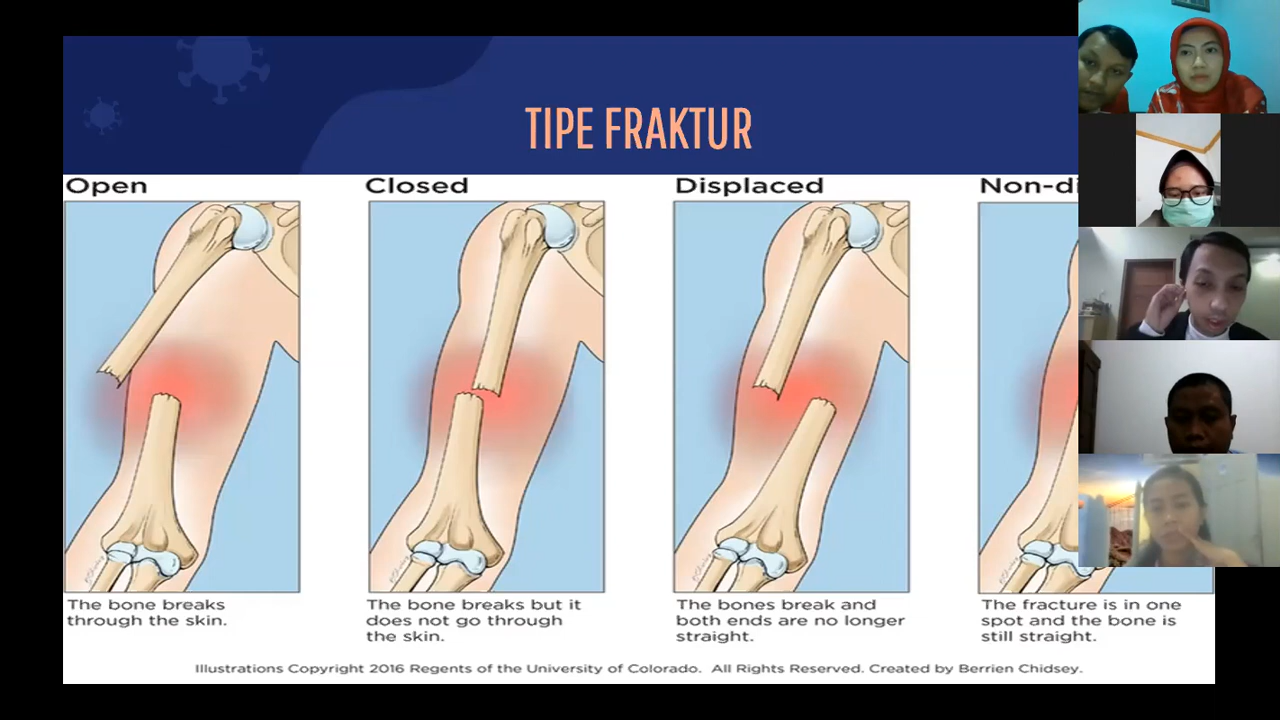 TIPE FRAKTUR
Open
Closed
Displaced
Non-di
The bone breaks
through the skin.
The bone breaks but it
does not go through
the skin.
The bones break and
both ends are no longer
straight.
The fracture is in one
spot and the bone is
still straight.
Illustrations Copyright 2016 Regents of the University of Colorado. All Rights Reserved. Created by Berrien Chidsey.